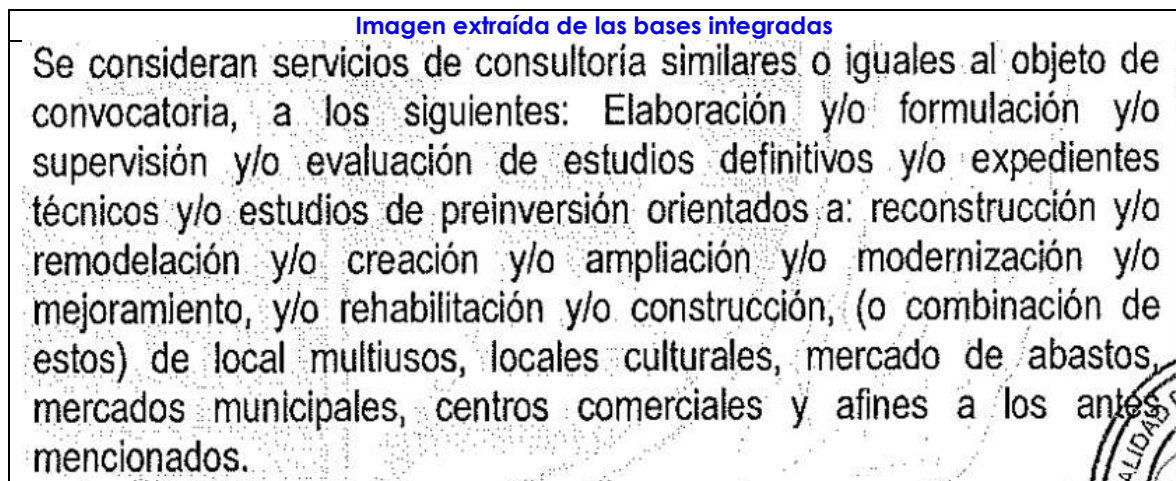 Imagen extraída de las bases integradas
Se consideran servicios de consultoría similares o iguales al objeto de
convocatoria, a los siguientes: Elaboración y/o formulación y/o
supervisión y/o evaluación de estudios definitivos y/o expedientes
técnicos y/o estudios de preinversión orientados a: reconstrucción y/o
remodelación y/o creación y/o ampliación y/o modernización y/o
mejoramiento, y/o rehabilitación y/o construcción, (o combinación de
estos) de local multiusos, locales culturales, mercado de abastos,
mercados municipales, centros comerciales y afines a los antes
mencionados.